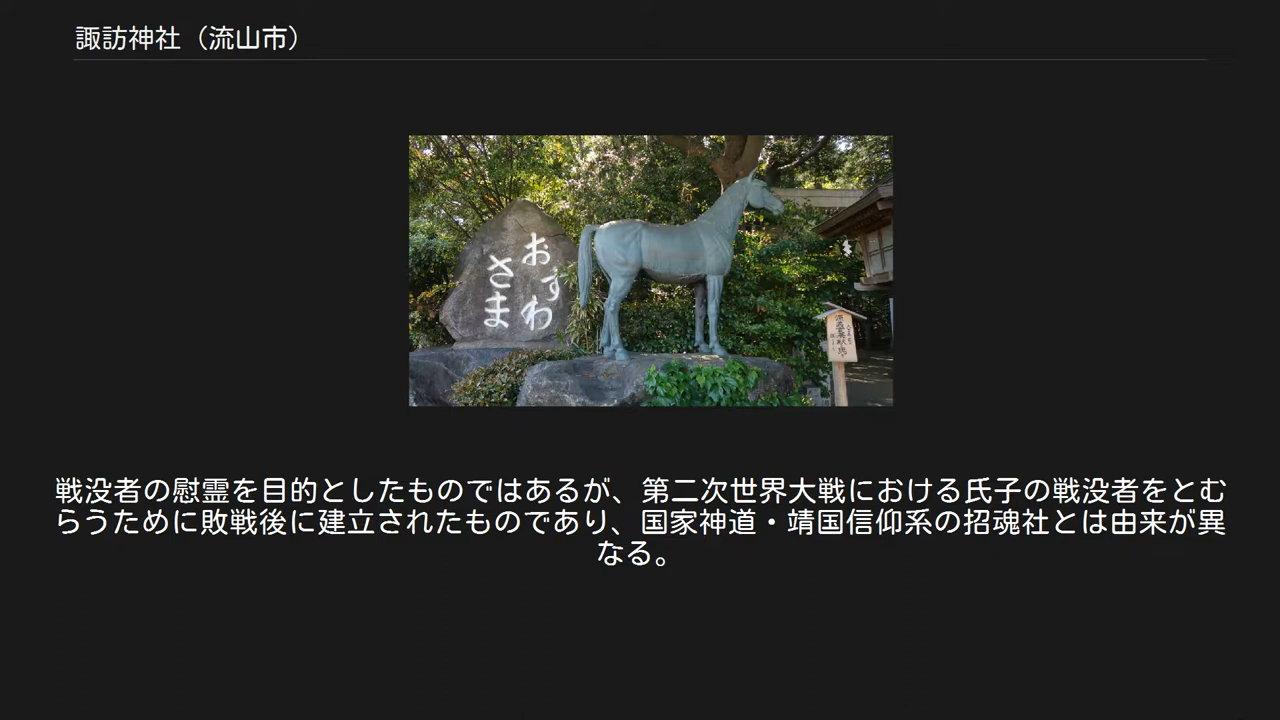 諏訪神社（流山市）
おすわ
さま
戦没者の慰霊を目的としたものではあるが、第二次世界大戦における氏子の戦没者をとむ
らうために敗戦後に建立されたものであり、国家神道・靖国信仰系の招魂社とは由来が異
なる。